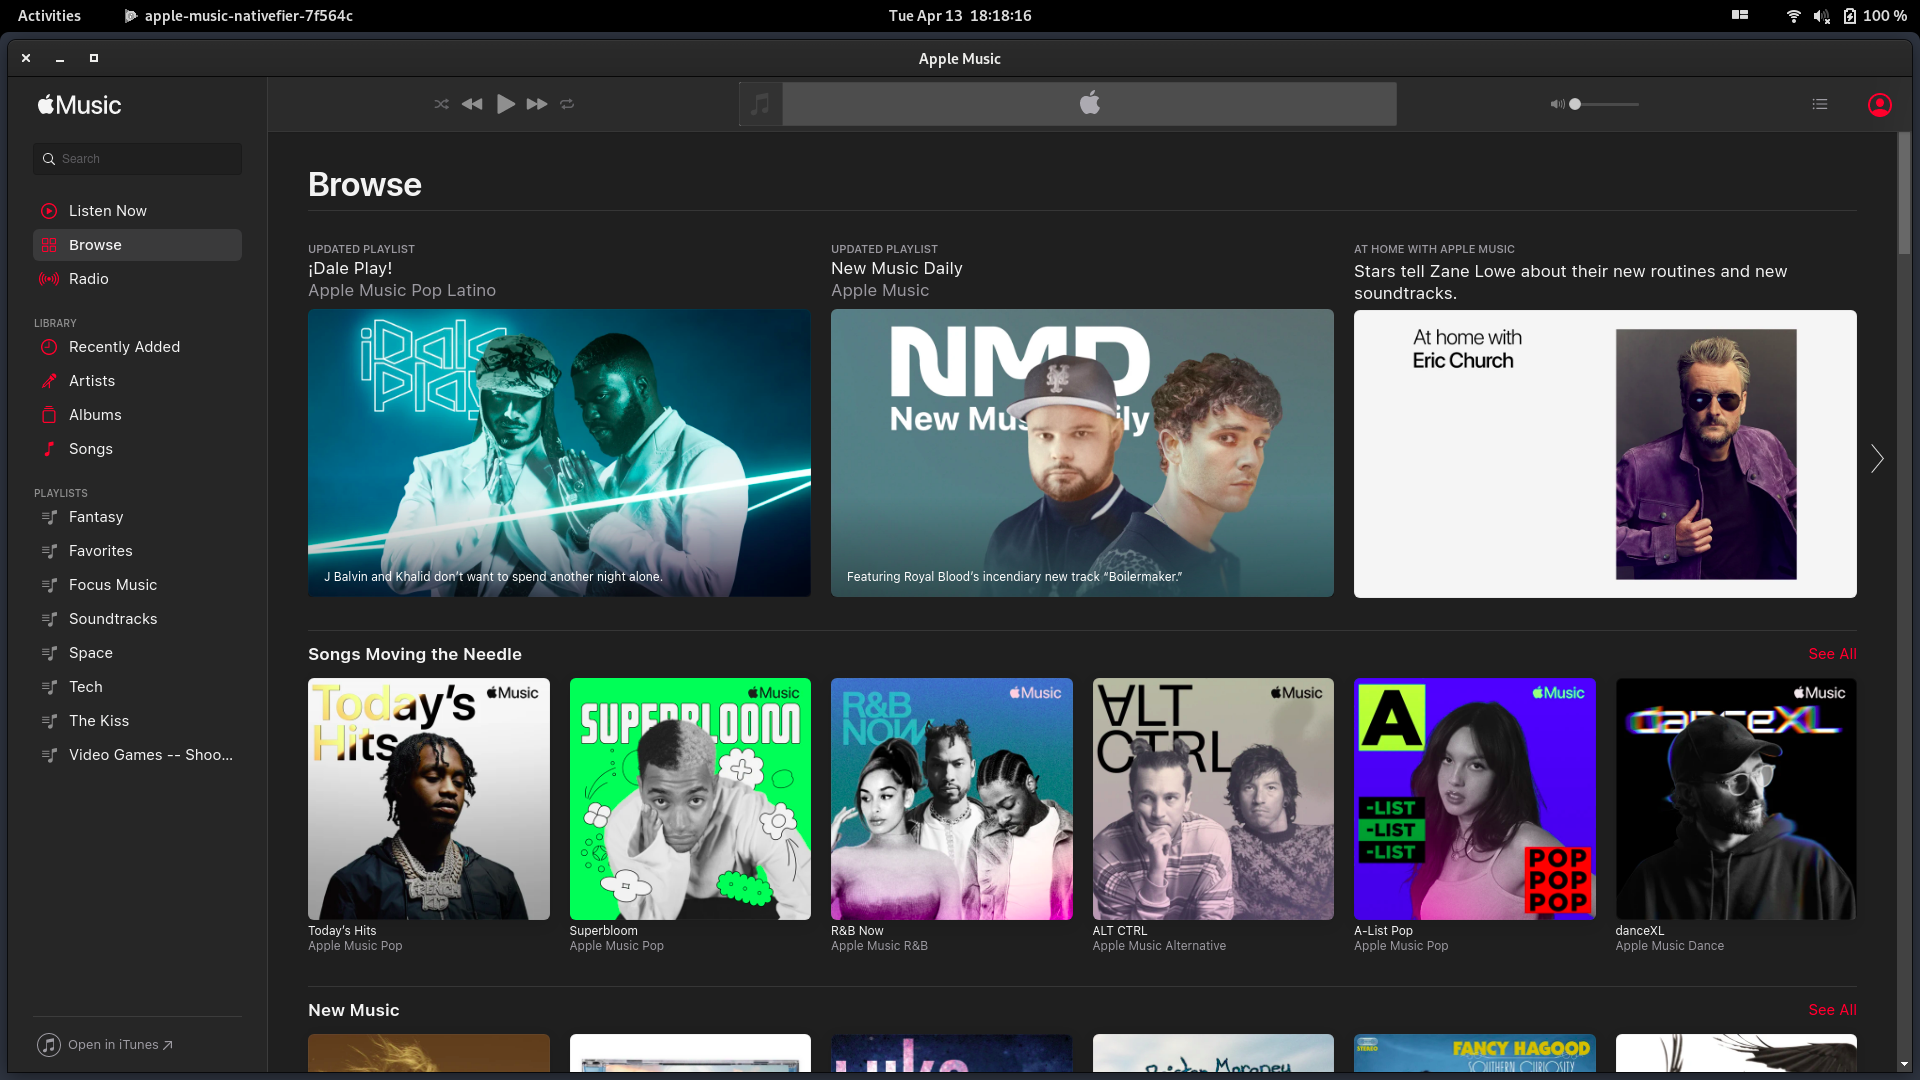 Activities
apple-music-nativefier-7f564c
Tue Apr 13 18:18:16
100 %
Apple Music
Music
Search
Listen Now
Browse
Radio
LIBRARY
Recently Added
Artists
Albums
Songs
PLAYLISTS
Fantasy
Favorites
Focus Music
Soundtracks
Space
Tech
The Kiss
Video Games -- Shoo...
Open in iTunes
Browse
UPDATED PLAYLIST
¡Dale Play!
Apple Music Pop Latino
¡Dale
Play
J Balvin and Khalid don't want to spend another night alone.
UPDATED PLAYLIST
New Music Daily
Apple Music
NMD
New Music Daily
Featuring Royal Blood's incendiary new track “Boilermaker.”
AT HOME WITH APPLE MUSIC
Stars tell Zane Lowe about their new routines and new
soundtracks.
At home with
Eric Church
Songs Moving the Needle
See All
Music
Today's
Hits
Today's Hits
Apple Music Pop
Music
SUPERBLOOM
Superbloom
Apple Music Pop
Music
R&B
NOW
R&B Now
Apple Music R&B
Music
ALT
CTRL
ALT CTRL
Apple Music Alternative
Music
A
-LIST
-LIST
-LIST
POP
POP
POP
A-List Pop
Apple Music Pop
Music
danceXL
danceXL
Apple Music Dance
New Music
See All
Luke
STEREO
FANCY HAGOOD
SOUTHERN CURIOSITY